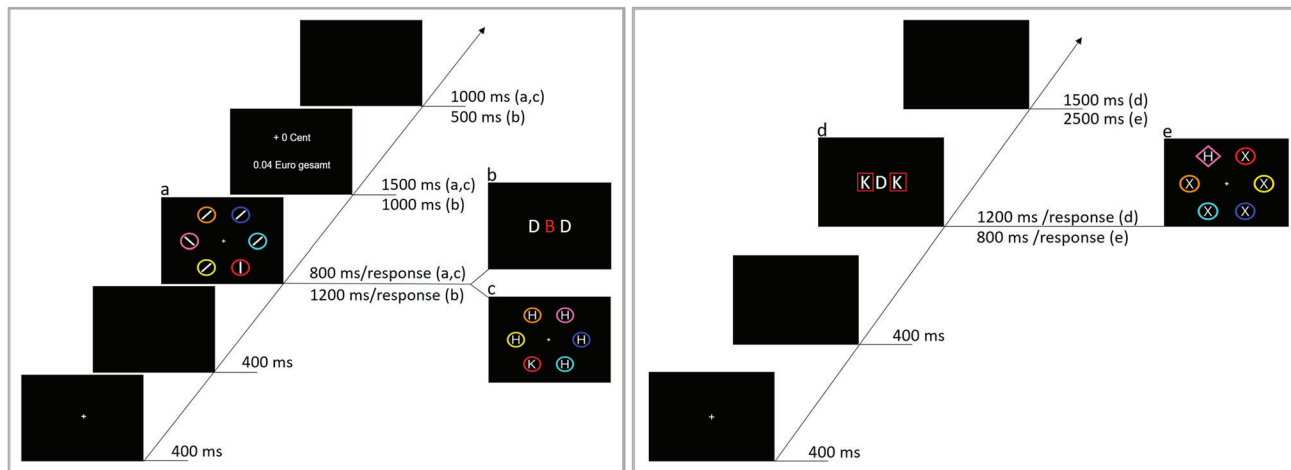 1000 ms (a,c)
500 ms (b)
+ 0 Cent
0.04 Euro gesamt
1500 ms (a,c)
1000 ms (b)
a
b
D B D
800 ms/response (a,c)
1200 ms/response (b)
c
H H
H + H
K H
400 ms
+
400 ms
1500 ms (d)
2500 ms (e)
d
K D K
e
H X
X + X
X X
1200 ms /response (d)
800 ms /response (e)
400 ms
+
400 ms